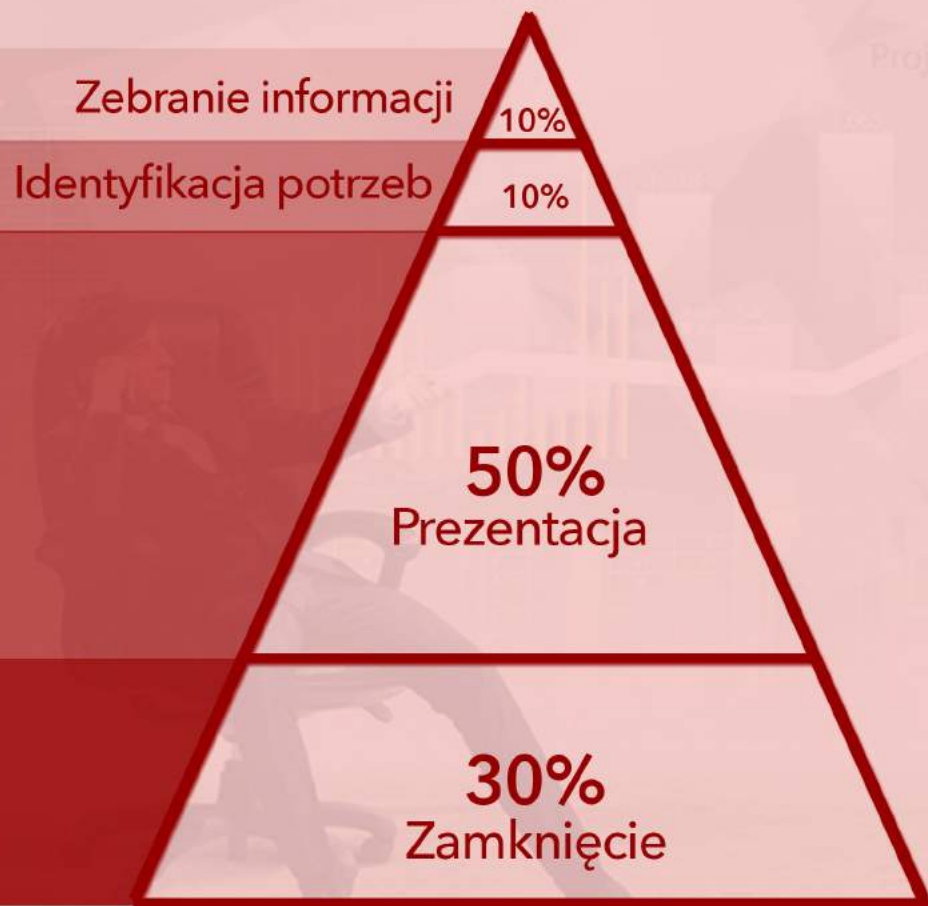 Zebranie informacji
10%
Identyfikacja potrzeb
10%
50%
Prezentacja
30%
Zamknięcie